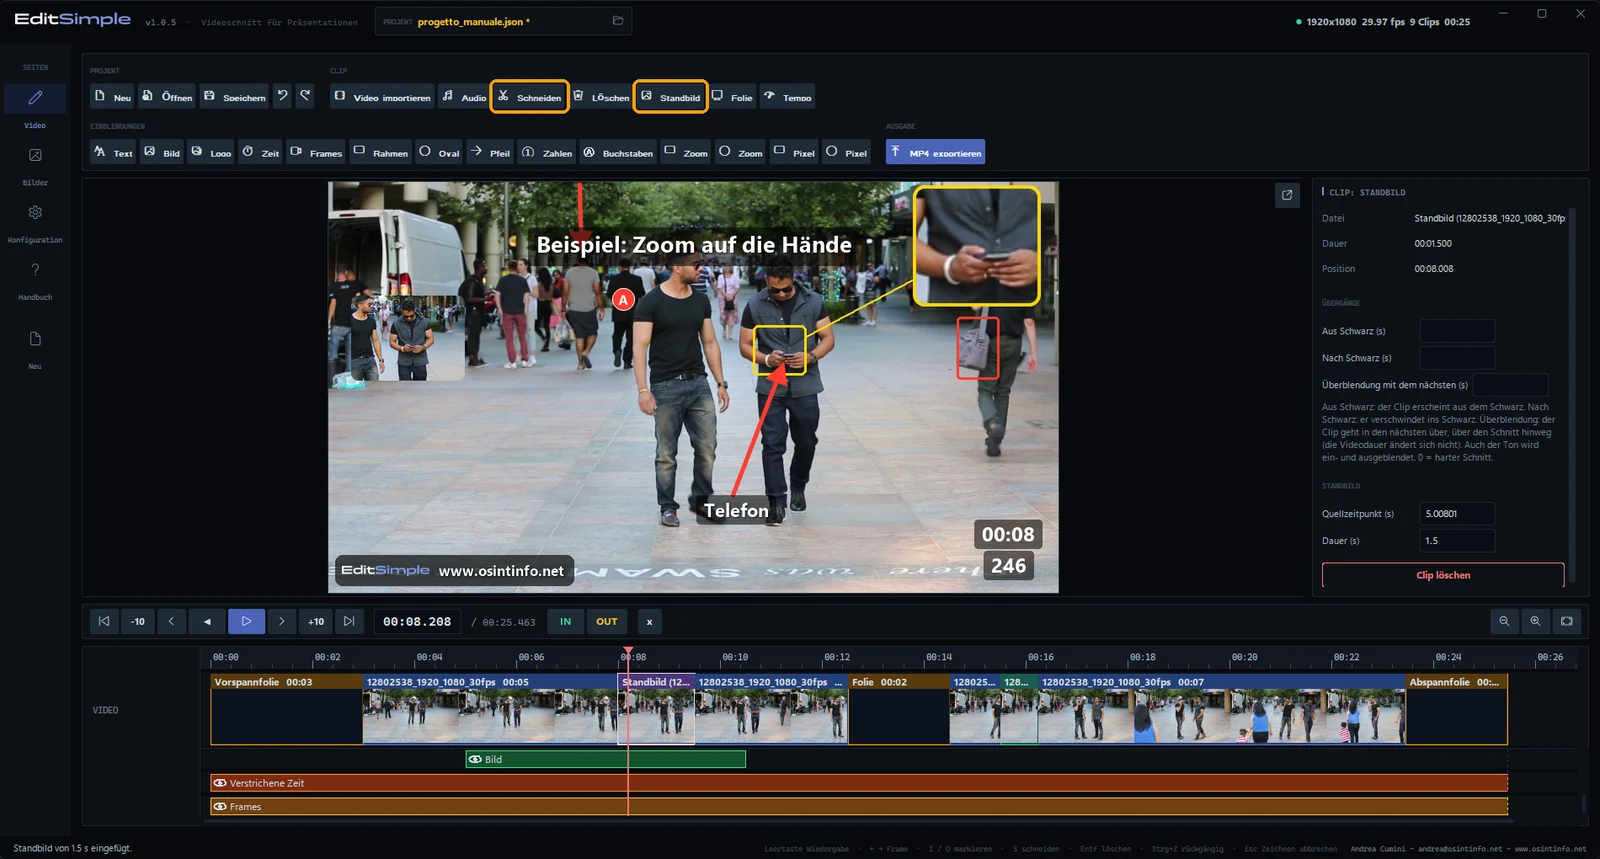 EditSimple v1.0.5 · Videoschnitt für Präsentationen
PROJEKT progetto_manuale.json *
1920x1080 29.97 fps 9 Clips 00:25
SEITEN
Video
Bilder
Konfiguration
Handbuch
Neu
PROJEKT
Neu Öffnen Speichern
CLIP
Video importieren Audio Schneiden Löschen Standbild Folie Tempo
EINBLENDUNGEN
Text Bild Logo Zeit Frames Rahmen Oval Pfeil Zahlen Buchstaben Zoom Zoom Pixel Pixel
AUSGABE
MP4 exportieren
Beispiel: Zoom auf die Hände
A
Telefon
00:08
246
EditSimple www.osintinfo.net
CLIP: STANDBILD
Datei Standbild (12802538_1920_1080_30fp
Dauer 00:01.500
Position 00:08.008
ÜBERGÄNGE
Aus Schwarz (s)
Nach Schwarz (s)
Überblendung mit dem nächsten (s)
Aus Schwarz: der Clip erscheint aus dem Schwarz. Nach
Schwarz: er verschwindet ins Schwarz. Überblendung: der
Clip geht in den nächsten über, über den Schnitt hinweg
(die Videodauer ändert sich nicht). Auch der Ton wird
ein- und ausgeblendet. 0 = harter Schnitt.
STANDBILD
Quellzeitpunkt (s) 5.00801
Dauer (s) 1.5
Clip löschen
-10 +10 00:08.208 / 00:25.463 IN OUT x
00:00 00:02 00:04 00:06 00:08 00:10 00:12 00:14 00:16 00:18 00:20 00:22 00:24 00:26
VIDEO
Vorspannfolie 00:03 12802538_1920_1080_30fps 00:05 Standbild (12... 12802538_1920_1080_30fps ... Folie 00:02 128025... 128... 12802538_1920_1080_30fps 00:07 Abspannfolie 00:...
Bild
Verstrichene Zeit
Frames
Standbild von 1.5 s eingefügt.
Leertaste Wiedergabe · ← → Frame · I / O markieren · S schneiden · Entf löschen · Strg+Z rückgängig · Esc Zeichnen abbrechen Andrea Cumini - andrea@osintinfo.net - www.osintinfo.net